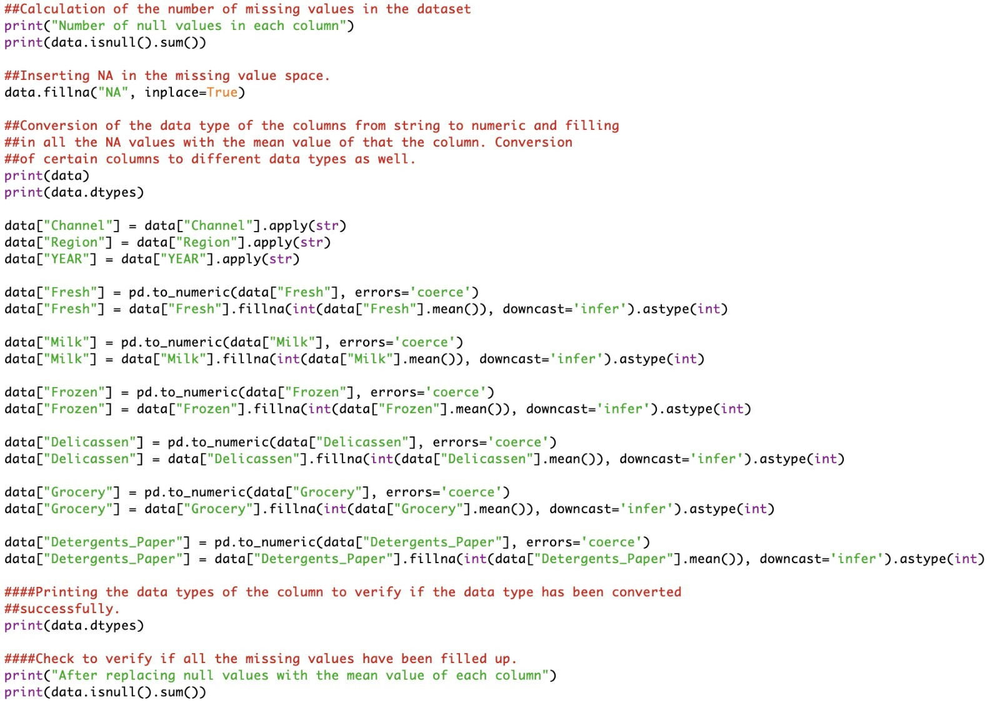 ##Calculation of the number of missing values in the dataset
print("Number of null values in each column")
print(data.isnull().sum())
##Inserting NA in the missing value space.
data.fillna("NA", inplace=True)
##Conversion of the data type of the columns from string to numeric and filling
##in all the NA values with the mean value of that the column. Conversion
##of certain columns to different data types as well.
print(data)
print(data.dtypes)
data["Channel"] = data["Channel"].apply(str)
data["Region"] = data["Region"].apply(str)
data["YEAR"] = data["YEAR"].apply(str)
data["Fresh"] = pd.to_numeric(data["Fresh"], errors='coerce')
data["Fresh"] = data["Fresh"].fillna(int(data["Fresh"].mean()), downcast='infer').astype(int)
data["Milk"] = pd.to_numeric(data["Milk"], errors='coerce')
data["Milk"] = data["Milk"].fillna(int(data["Milk"].mean()), downcast='infer').astype(int)
data["Frozen"] = pd.to_numeric(data["Frozen"], errors='coerce')
data["Frozen"] = data["Frozen"].fillna(int(data["Frozen"].mean()), downcast='infer').astype(int)
data["Delicassen"] = pd.to_numeric(data["Delicassen"], errors='coerce')
data["Delicassen"] = data["Delicassen"].fillna(int(data["Delicassen"].mean()), downcast='infer').astype(int)
data["Grocery"] = pd.to_numeric(data["Grocery"], errors='coerce')
data["Grocery"] = data["Grocery"].fillna(int(data["Grocery"].mean()), downcast='infer').astype(int)
data["Detergents_Paper"] = pd.to_numeric(data["Detergents_Paper"], errors='coerce')
data["Detergents_Paper"] = data["Detergents_Paper"].fillna(int(data["Detergents_Paper"].mean()), downcast='infer').astype(int)
####Printing the data types of the column to verify if the data type has been converted
##successfully.
print(data.dtypes)
####Check to verify if all the missing values have been filled up.
print("After replacing null values with the mean value of each column")
print(data.isnull().sum())